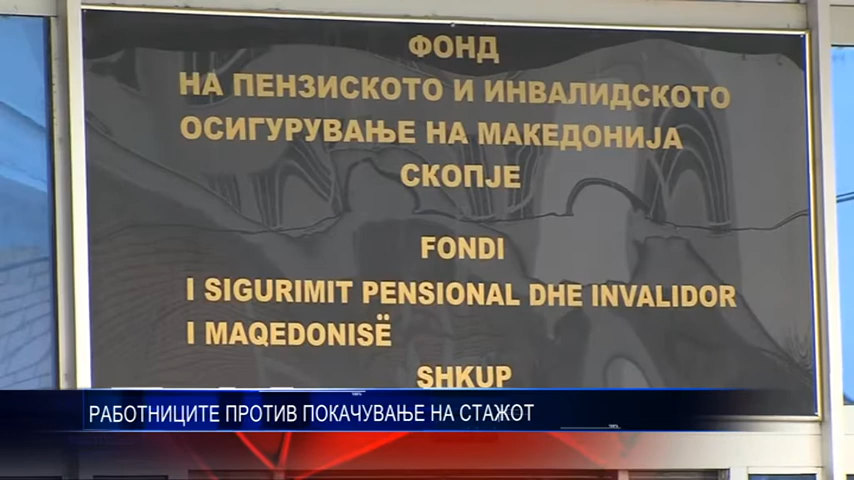 ФОНД
НА ПЕНЗИСКОТО И ИНВАЛИДСКОТО
ОСИГУРУВАЊЕ НА МАКЕДОНИЈА
СКОПЈЕ
FONDI
I SIGURIMIT PENSIONAL DHE INVALIDOR
I MAQEDONISË
SHKUP
РАБОТНИЦИТЕ ПРОТИВ ПОКАЧУВАЊЕ НА СТАЖОТ